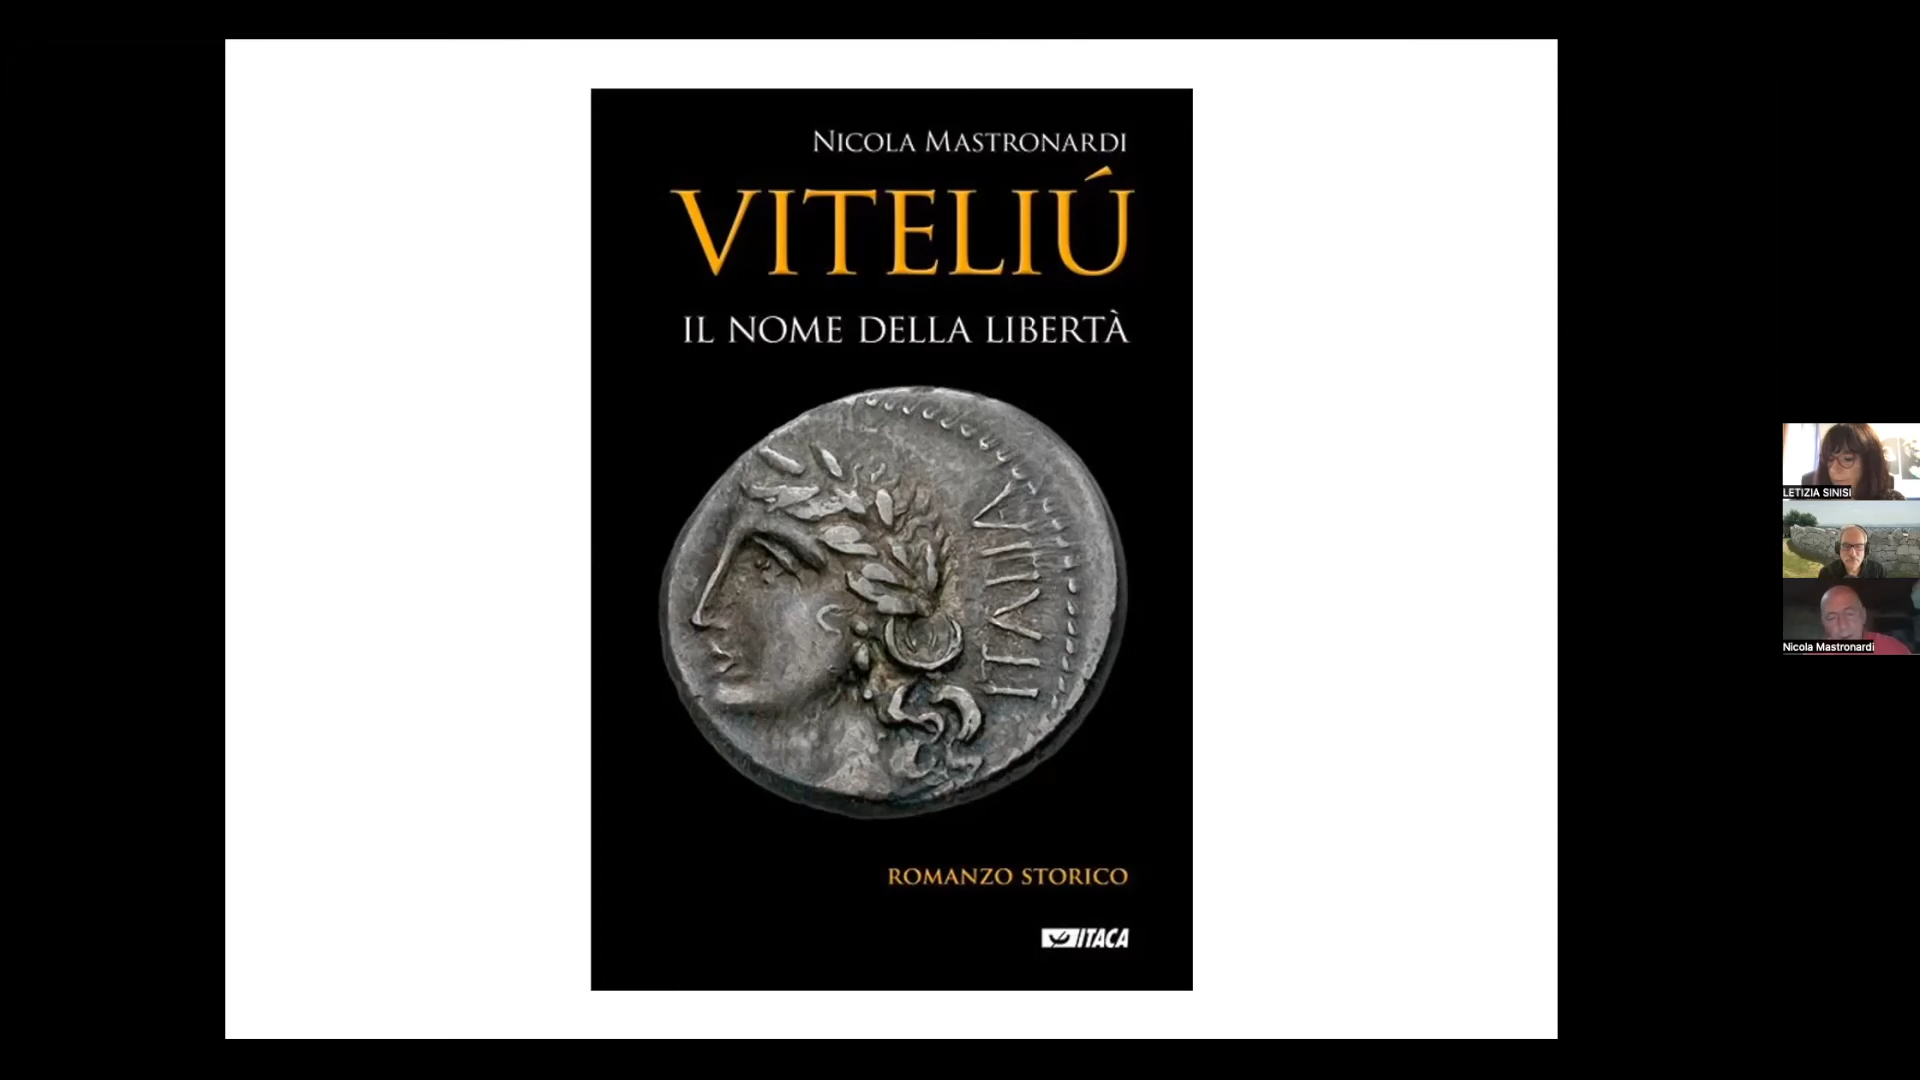 NICOLA MASTRONARDI
VITELIÚ
IL NOME DELLA LIBERTÀ
ITALIA
ROMANZO STORICO
ITACA
LETIZIA SINISI
Nicola Mastronardi